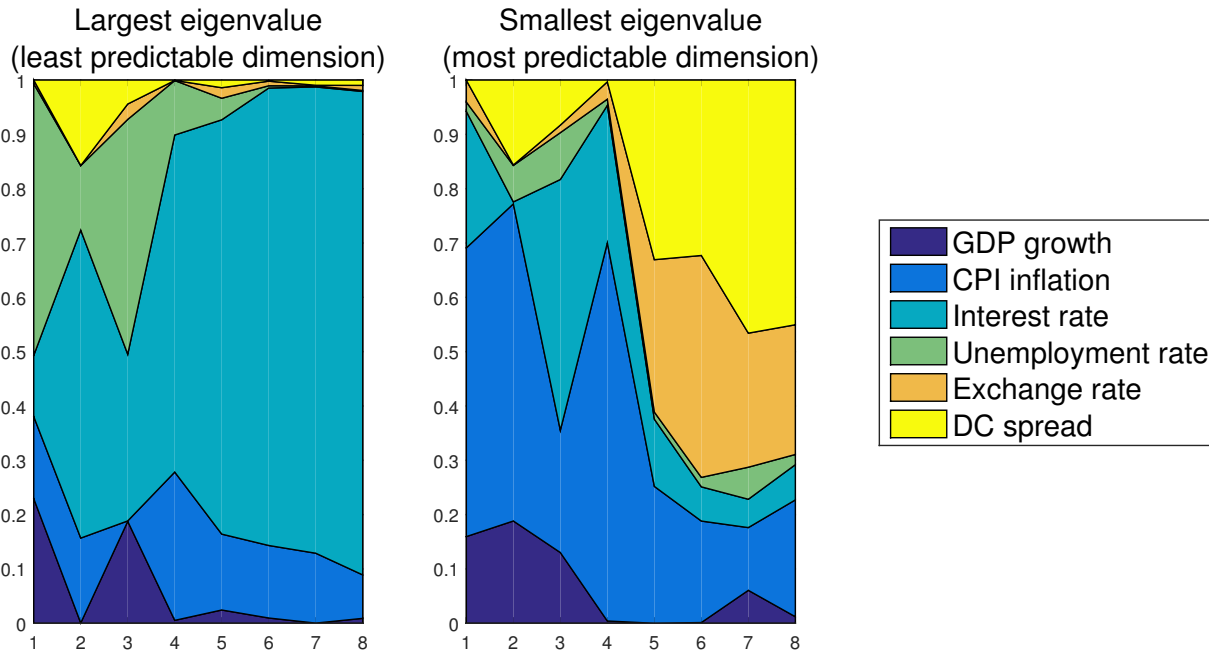 Largest eigenvalue
(least predictable dimension)
1
0.9
0.8
0.7
0.6
0.5
0.4
0.3
0.2
0.1
0
1 2 3 4 5 6 7 8
Smallest eigenvalue
(most predictable dimension)
1
0.9
0.8
0.7
0.6
0.5
0.4
0.3
0.2
0.1
0
1 2 3 4 5 6 7 8
GDP growth
CPI inflation
Interest rate
Unemployment rate
Exchange rate
DC spread